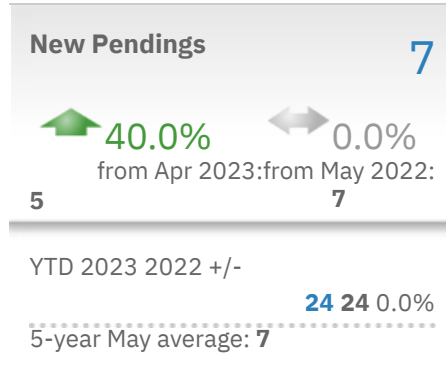 New Pendings 7
40.0% 0.0%
from Apr 2023:from May 2022:
5 7
YTD 2023 2022 +/-
24 24 0.0%
5-year May average: 7